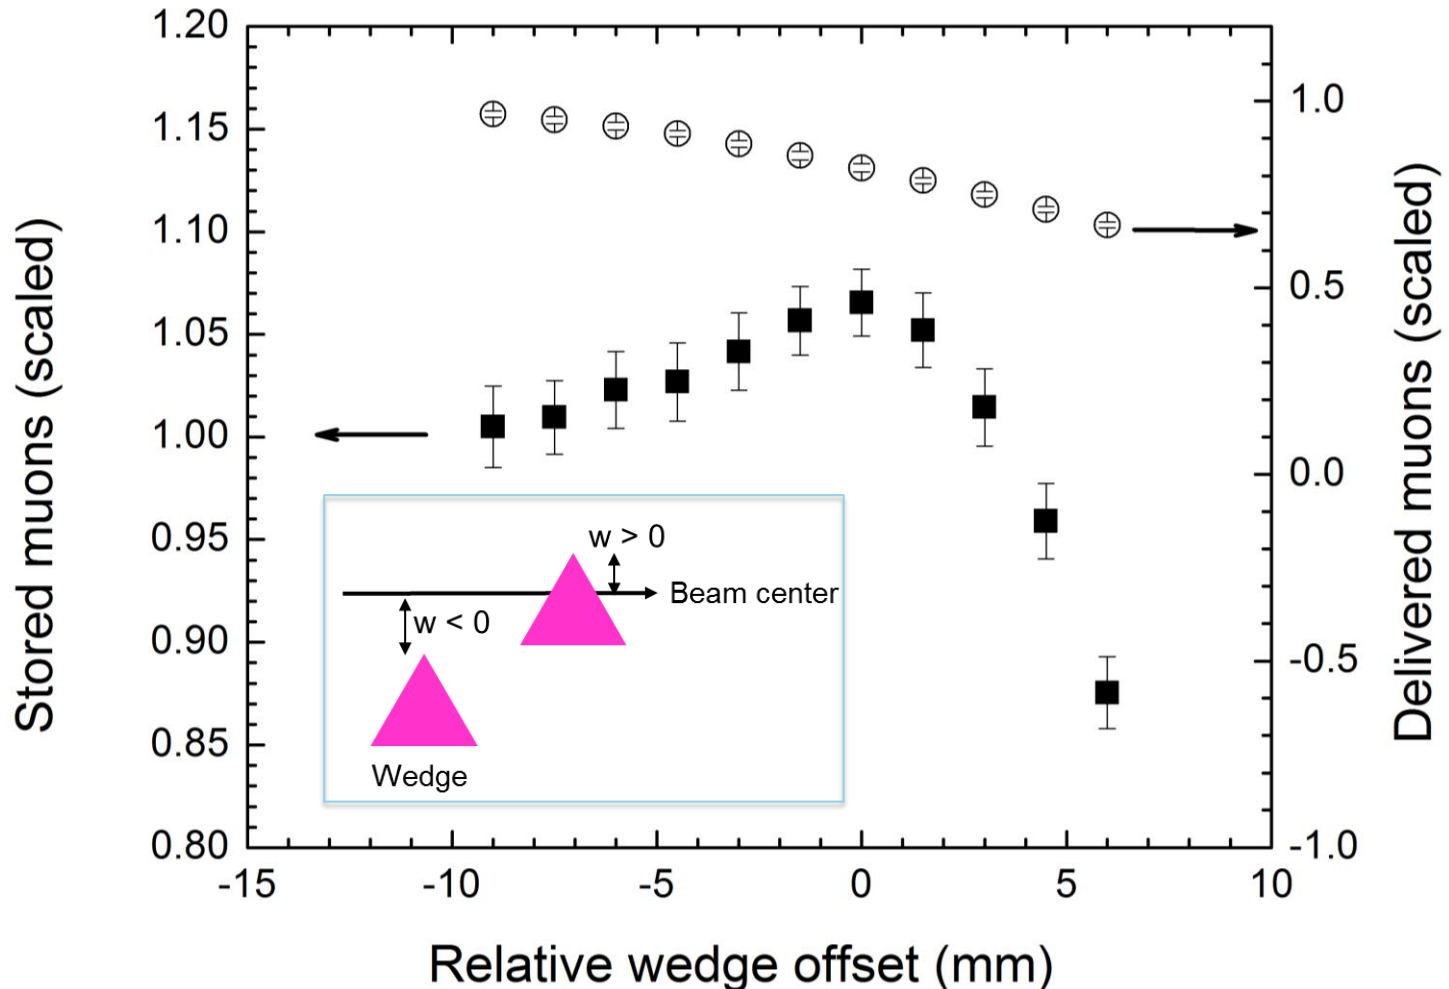 1.20
1.15
1.10
1.05
1.00
0.95
0.90
0.85
0.80
Stored muons (scaled)
1.0
0.5
0.0
-0.5
-1.0
Delivered muons (scaled)
w > 0
Beam center
w < 0
Wedge
-15 -10 -5 0 5 10
Relative wedge offset (mm)